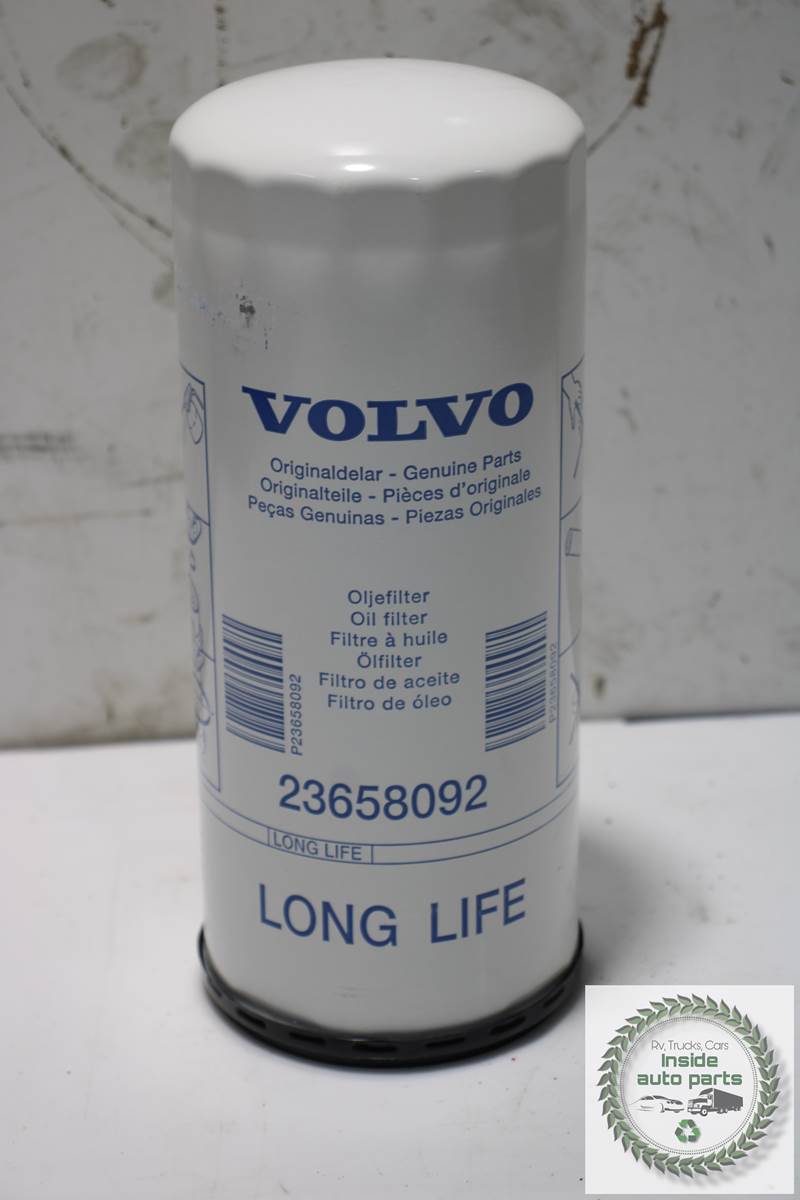 VOLVO
Originaldelar - Genuine Parts
Originalteile - Pièces d'originale
Peças Genuinas - Piezas Originales
Oljefilter
Oil filter
Filtre à huile
Ölfilter
Filtro de aceite
Filtro de óleo
P23658092
P23658092
23658092
LONG LIFE
LONG LIFE
Rv, Trucks, Cars
Inside
auto parts